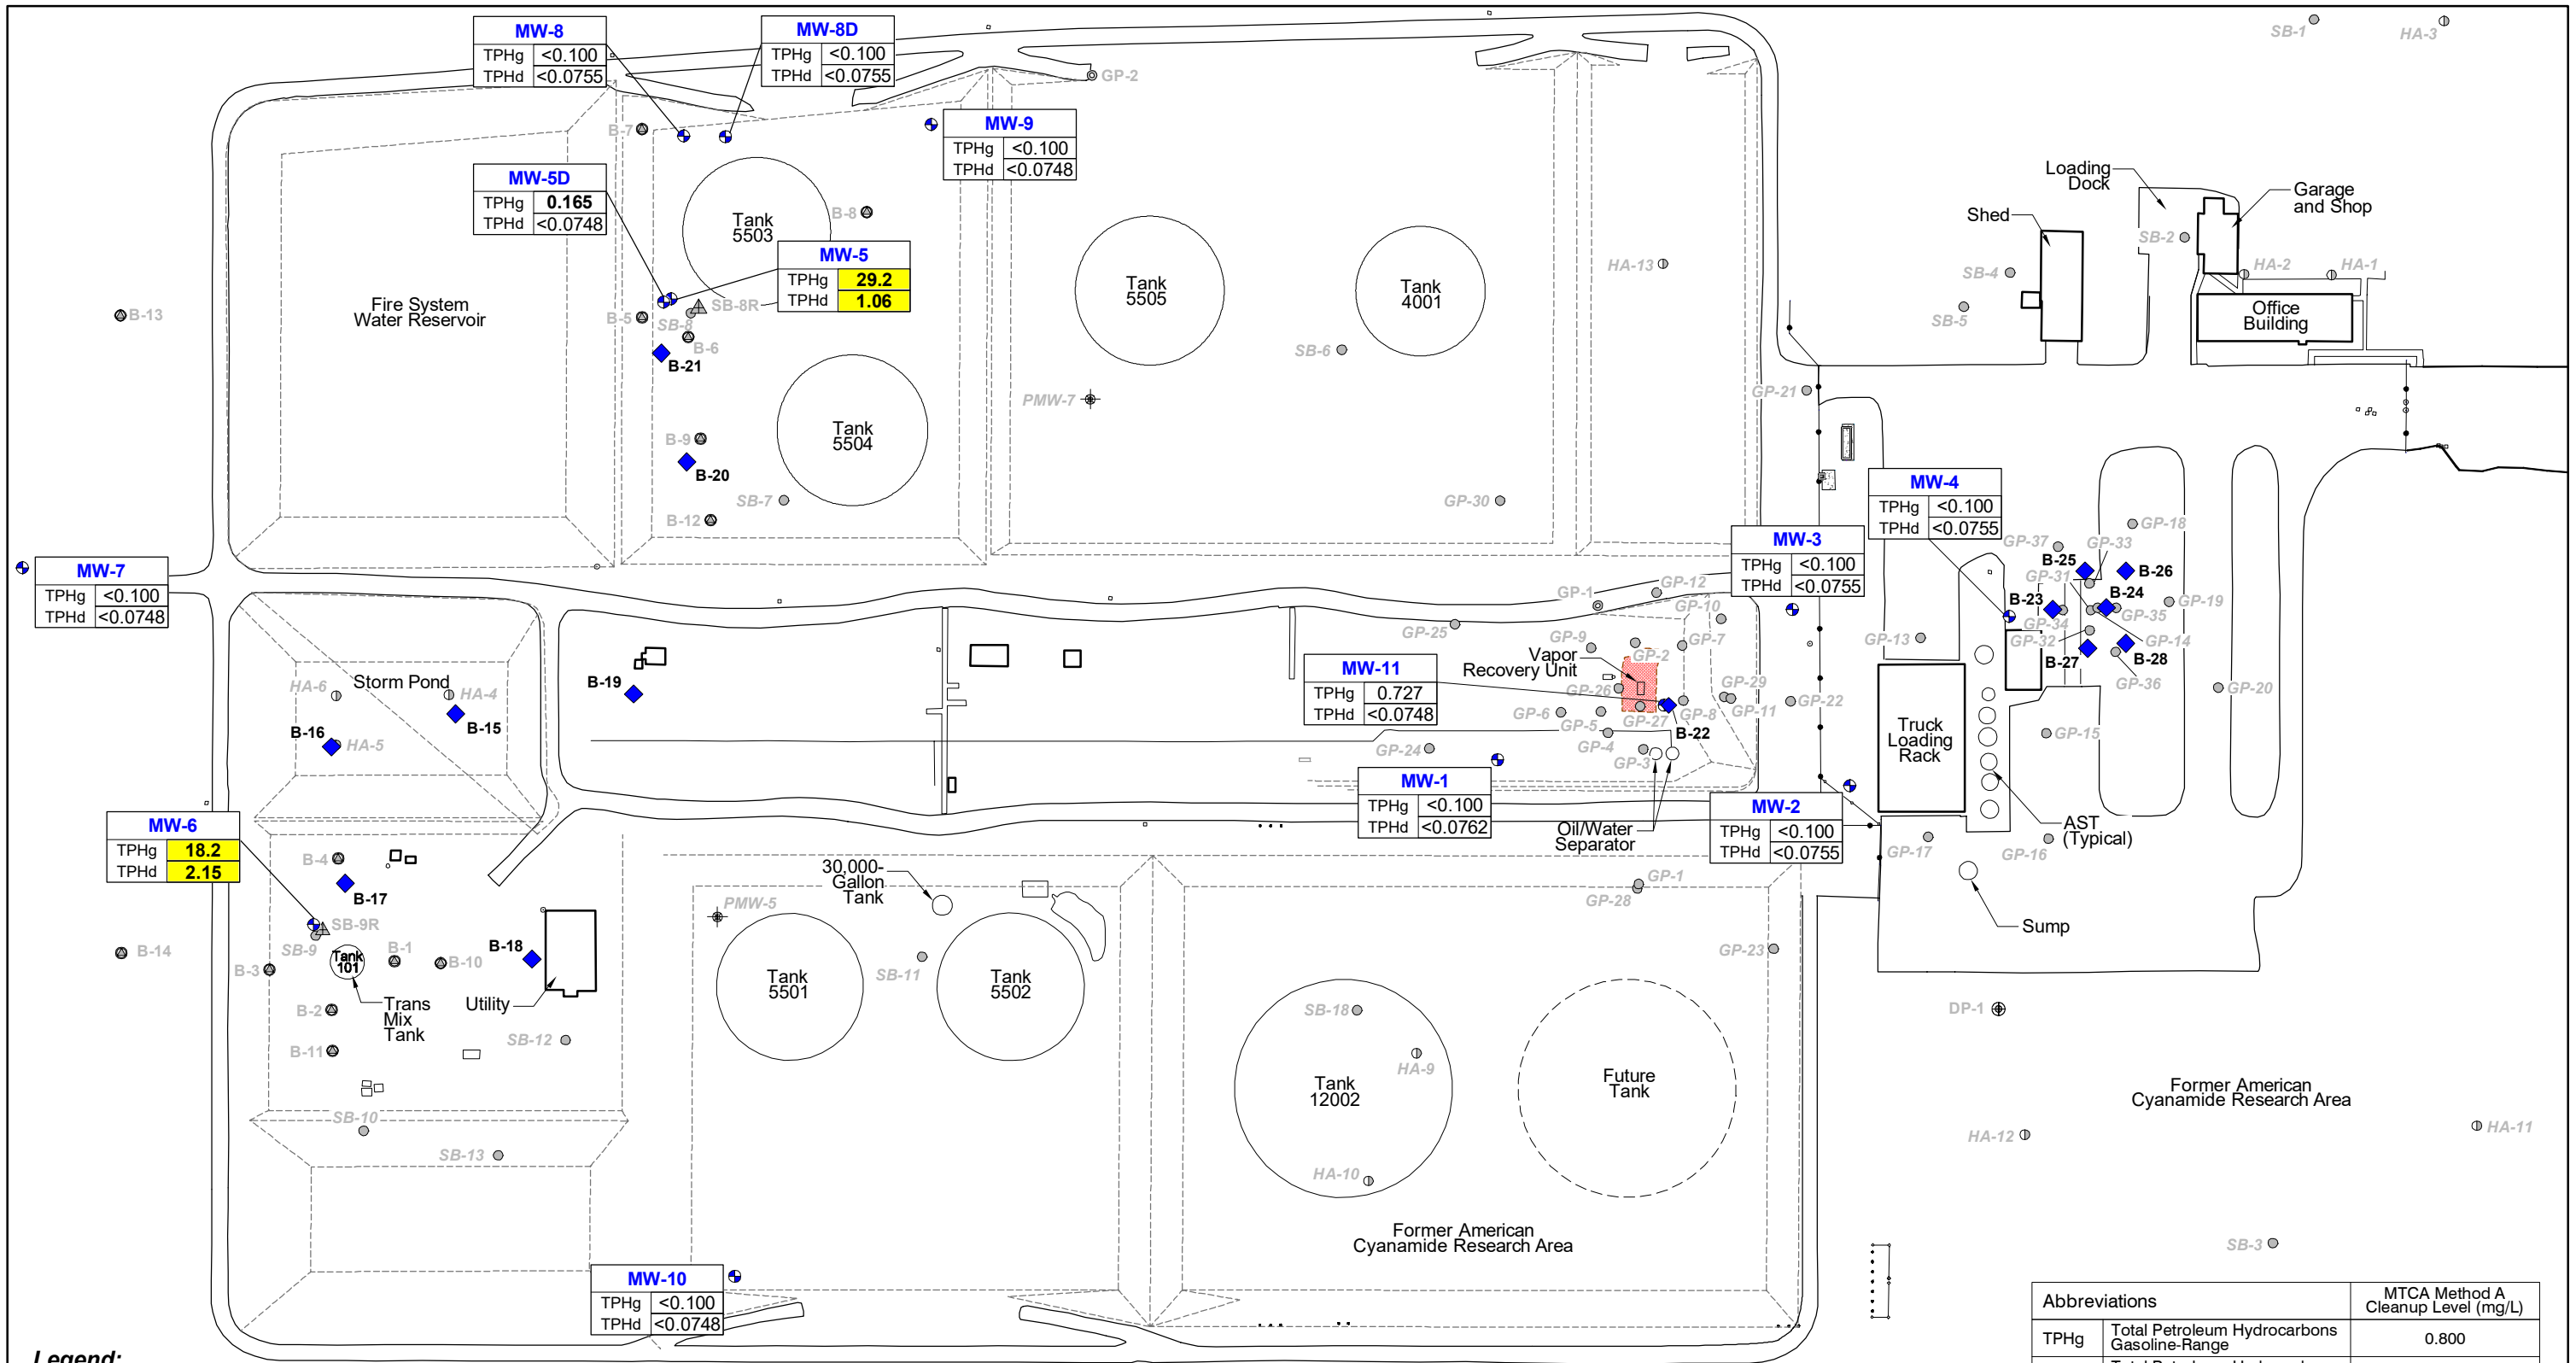 MW-8
TPHg <0.100
TPHd <0.0755
MW-8D
TPHg <0.100
TPHd <0.0755
SB-1
HA-3
GP-2
MW-9
TPHg <0.100
TPHd <0.0748
B-7
MW-5D
TPHg 0.165
TPHd <0.0748
Tank
5503
B-8
MW-5
TPHg 29.2
TPHd 1.06
Loading
Dock
Garage
and Shop
Shed
SB-2
SB-4
HA-2
HA-1
SB-5
Office
Building
HA-13
Tank
5505
Tank
4001
Fire System
Water Reservoir
B-13
B-5
SB-8
SB-8R
B-6
B-21
SB-6
PMW-7
GP-21
Tank
5504
B-9
B-20
SB-7
B-12
GP-30
MW-4
TPHg <0.100
TPHd <0.0755
MW-3
TPHg <0.100
TPHd <0.0755
GP-18
GP-37
GP-33
B-25
GP-31
B-26
B-23
B-24
GP-19
GP-35
GP-34
GP-32
GP-14
B-27
B-28
GP-36
GP-20
GP-13
GP-15
MW-7
TPHg <0.100
TPHd <0.0748
GP-1
GP-12
GP-10
GP-25
GP-9
GP-2
GP-7
Vapor
Recovery Unit
MW-11
TPHg 0.727
TPHd <0.0748
GP-26
GP-29
GP-6
GP-5
GP-27
GP-8
GP-11
GP-22
B-22
GP-24
GP-4
GP-3
Storm Pond
HA-6
HA-4
B-15
B-16
HA-5
B-19
Truck
Loading
Rack
MW-1
TPHg <0.100
TPHd <0.0762
Oil/Water
Separator
MW-2
TPHg <0.100
TPHd <0.0755
AST
(Typical)
GP-17
GP-16
Sump
MW-6
TPHg 18.2
TPHd 2.15
B-4
B-17
SB-9R
SB-9
B-14
B-3
Tank
101
B-1
B-10
B-18
B-2
Trans
Mix
Tank
Utility
B-11
SB-12
SB-10
SB-13
30,000-
Gallon
Tank
PMW-5
SB-11
Tank
5501
Tank
5502
GP-1
GP-28
GP-23
SB-18
HA-9
Tank
12002
HA-10
Future
Tank
DP-1
Former American
Cyanamide Research Area
HA-12
HA-11
Former American
Cyanamide Research Area
SB-3
MW-10
TPHg <0.100
TPHd <0.0748
Abbreviations MTCA Method A
Cleanup Level (mg/L)
TPHg Total Petroleum Hydrocarbons
Gasoline-Range 0.800
Legend: